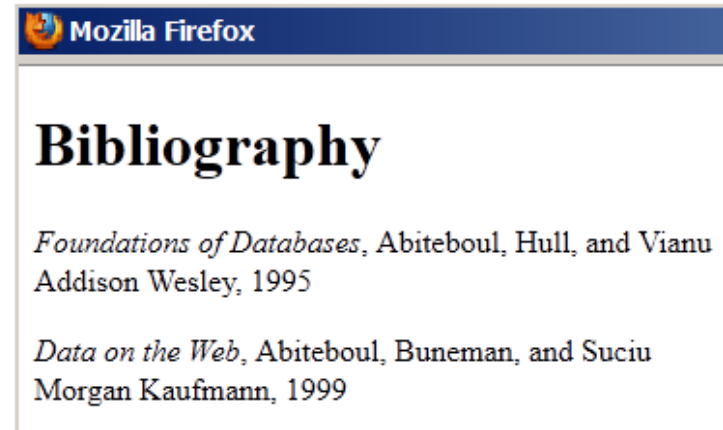 Mozilla Firefox
Bibliography
Foundations of Databases, Abiteboul, Hull, and Vianu
Addison Wesley, 1995
Data on the Web, Abiteboul, Buneman, and Suciu
Morgan Kaufmann, 1999